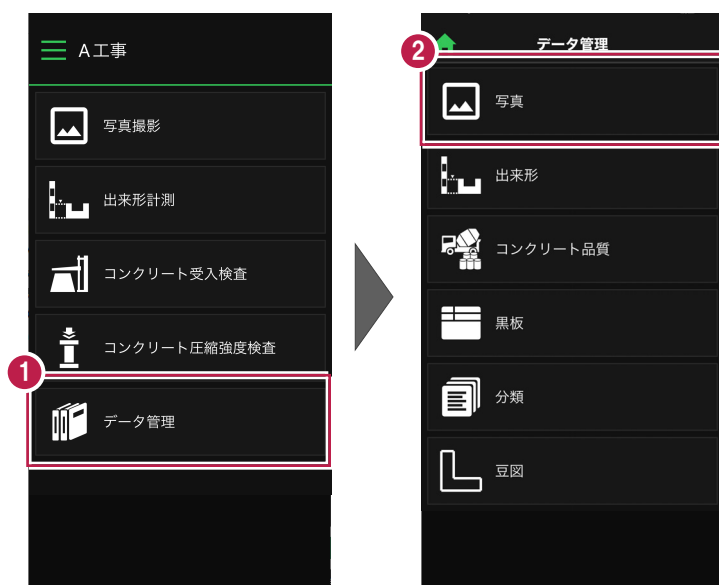 A工事
写真撮影
出来形計測
コンクリート受入検査
コンクリート圧縮強度検査
1
データ管理
2
データ管理
写真
出来形
コンクリート品質
黒板
分類
豆図